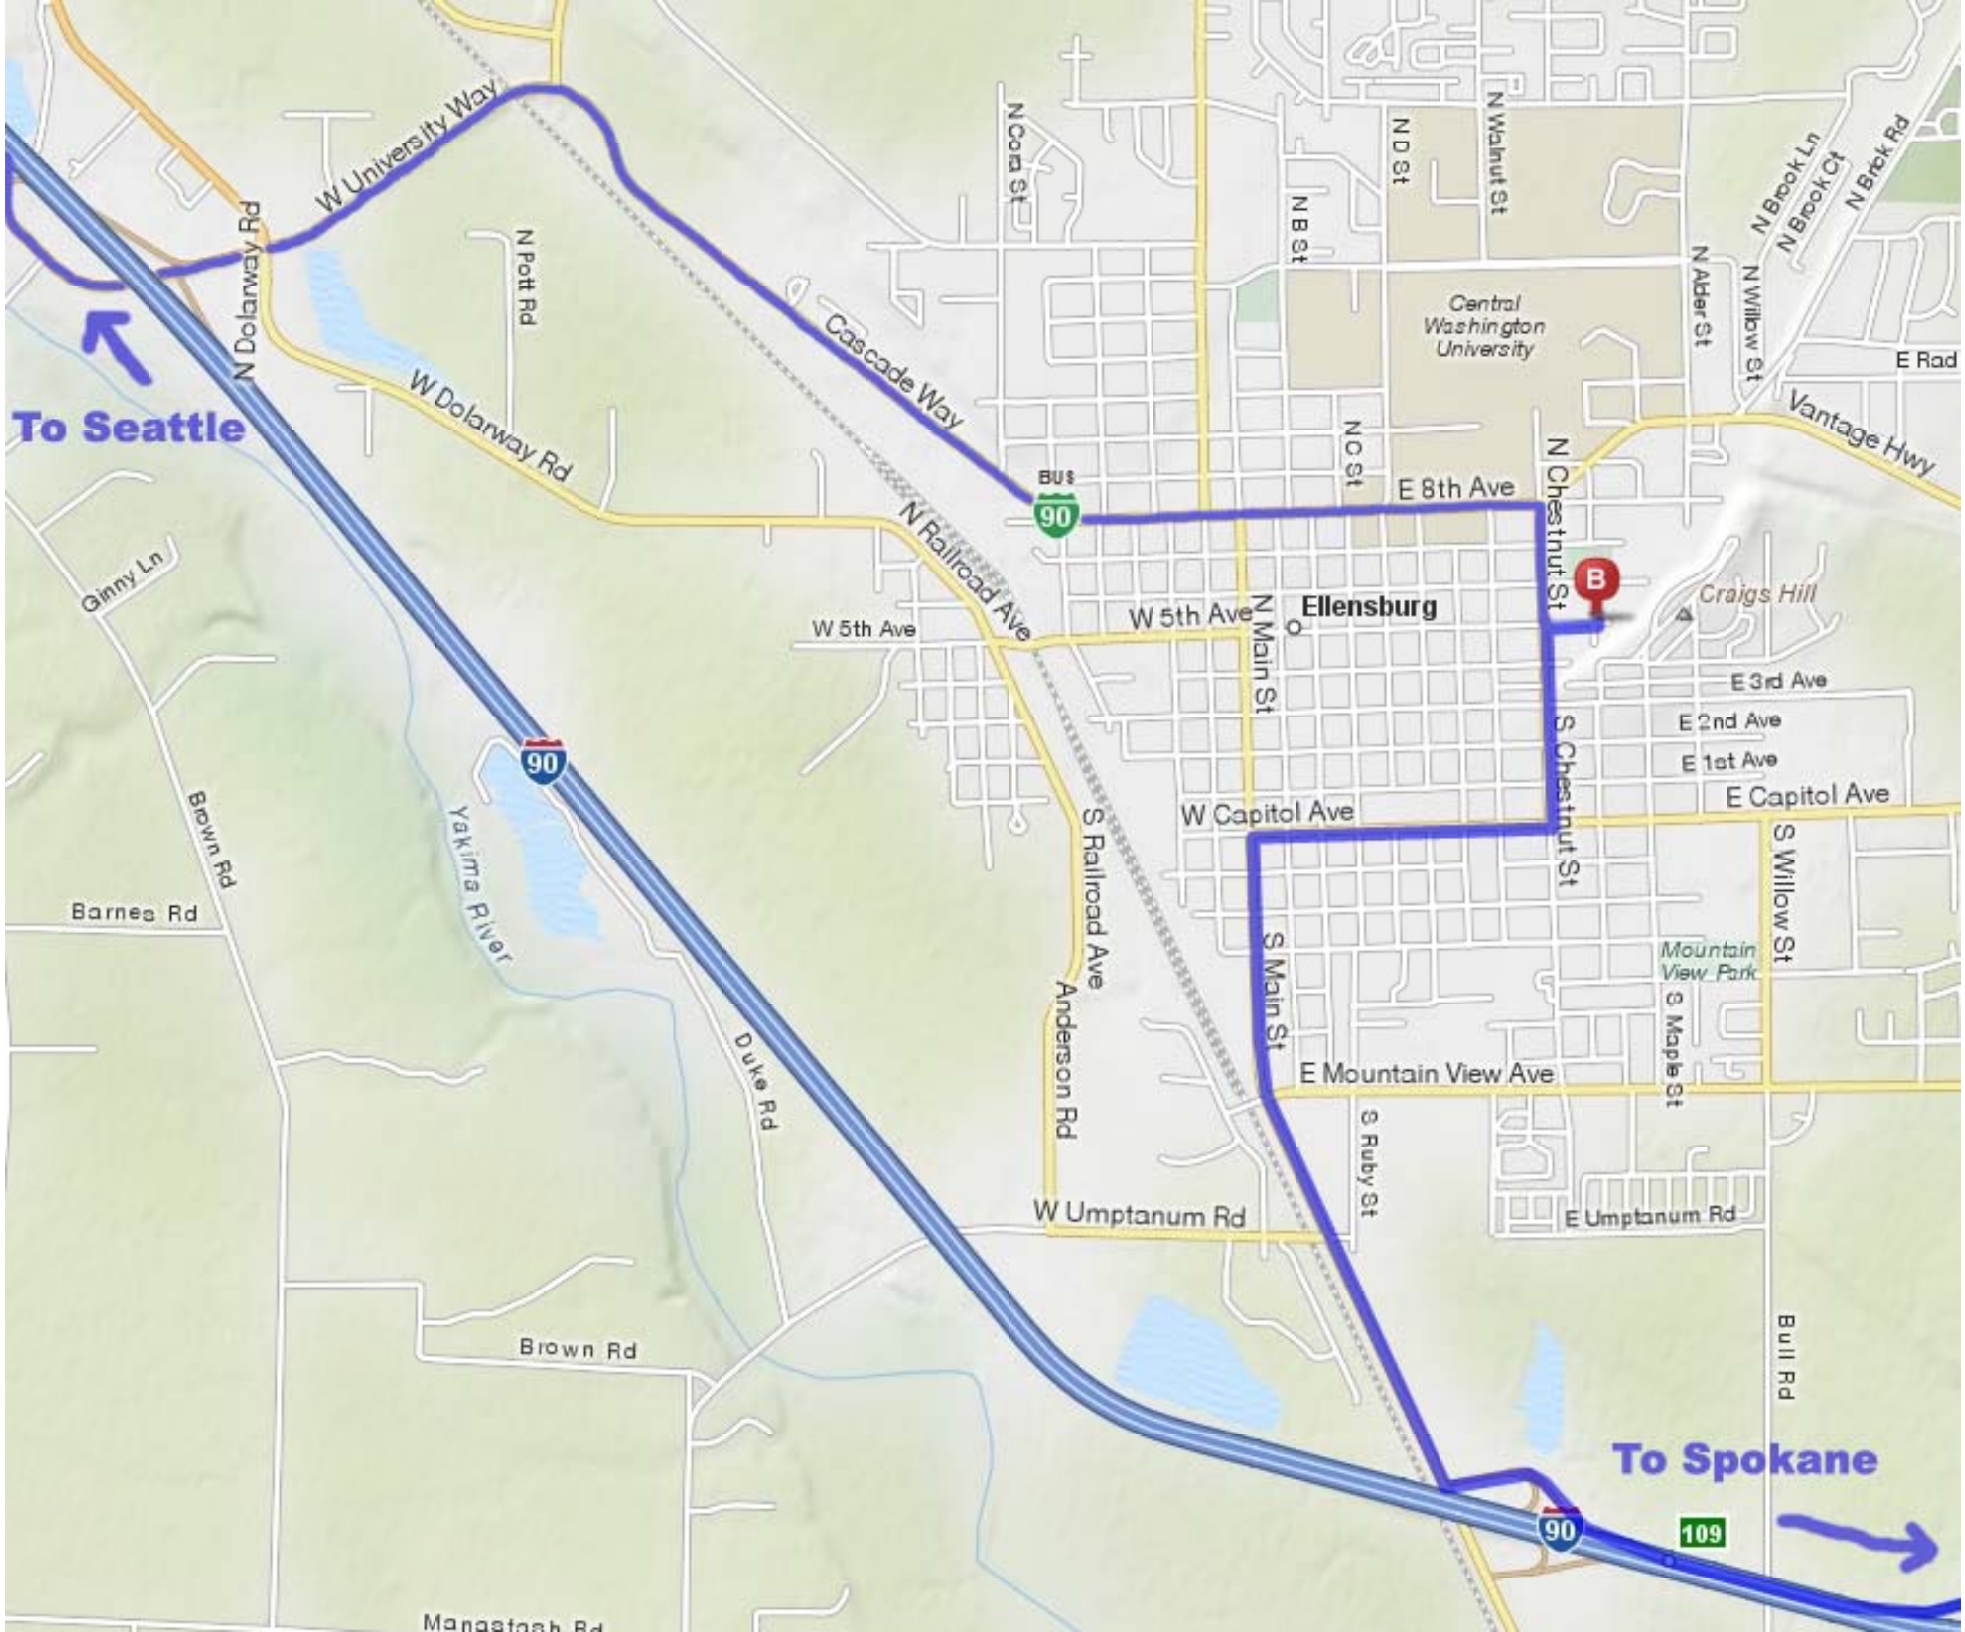 W University Way
N Dolarway Rd
N Pott Rd
W Dolarway Rd
To Seattle
Cascade Way
BUS
90
N Cora St
N B St
N C St
N D St
N Walnut St
Central
Washington
University
N Alder St
N Willow St
N Brook Ln
N Brook Ct
N Brick Rd
E Rad
Vantage Hwy
E 8th Ave
N Chestnut St
B
Craigs Hill
Ginny Ln
N Railroad Ave
W 5th Ave
W 5th Ave
N Main St
Ellensburg
E 3rd Ave
E 2nd Ave
E 1st Ave
E Capitol Ave
S Chestnut St
W Capitol Ave
90
Yakima River
Brown Rd
Barnes Rd
S Railroad Ave
Anderson Rd
S Main St
Mountain
View Park
S Maple St
S Willow St
Duke Rd
E Mountain View Ave
S Ruby St
W Umptanum Rd
E Umptanum Rd
Brown Rd
Bull Rd
To Spokane
90
109
Manastash Rd